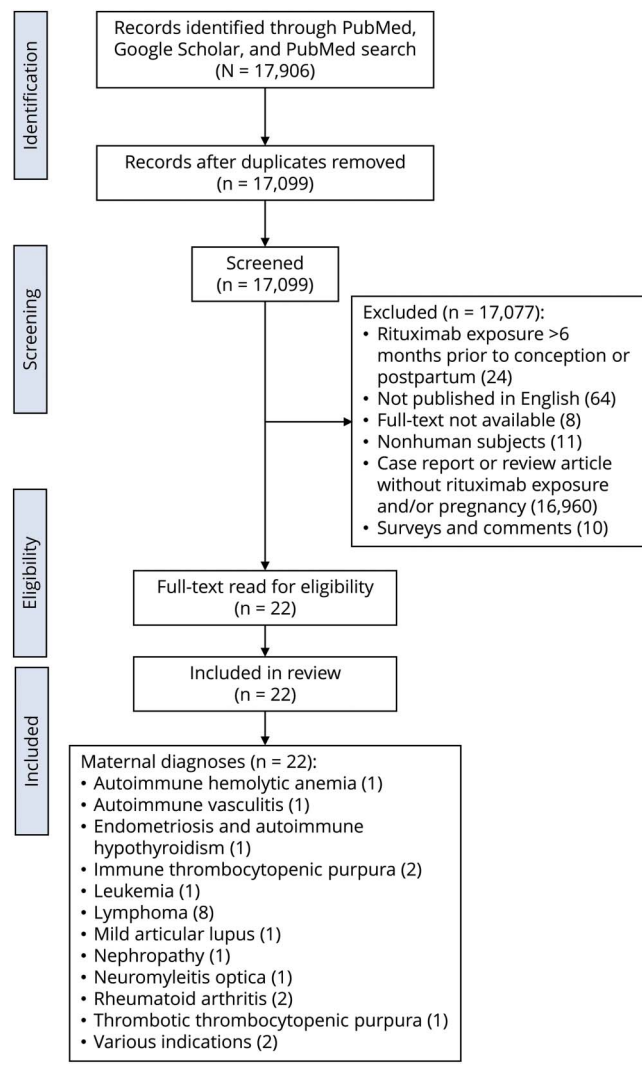 Identification
Records identified through PubMed,
Google Scholar, and PubMed search
(N = 17,906)
Records after duplicates removed
(n = 17,099)
Screening
Screened
(n = 17,099)
Excluded (n = 17,077):
• Rituximab exposure >6
months prior to conception or
postpartum (24)
• Not published in English (64)
• Full-text not available (8)
• Nonhuman subjects (11)
• Case report or review article
without rituximab exposure
and/or pregnancy (16,960)
• Surveys and comments (10)
Eligibility
Full-text read for eligibility
(n = 22)
Included
Included in review
(n = 22)
Maternal diagnoses (n = 22):
• Autoimmune hemolytic anemia (1)
• Autoimmune vasculitis (1)
• Endometriosis and autoimmune
hypothyroidism (1)
• Immune thrombocytopenic purpura (2)
• Leukemia (1)
• Lymphoma (8)
• Mild articular lupus (1)
• Nephropathy (1)
• Neuromyleitis optica (1)
• Rheumatoid arthritis (2)
• Thrombotic thrombocytopenic purpura (1)
• Various indications (2)